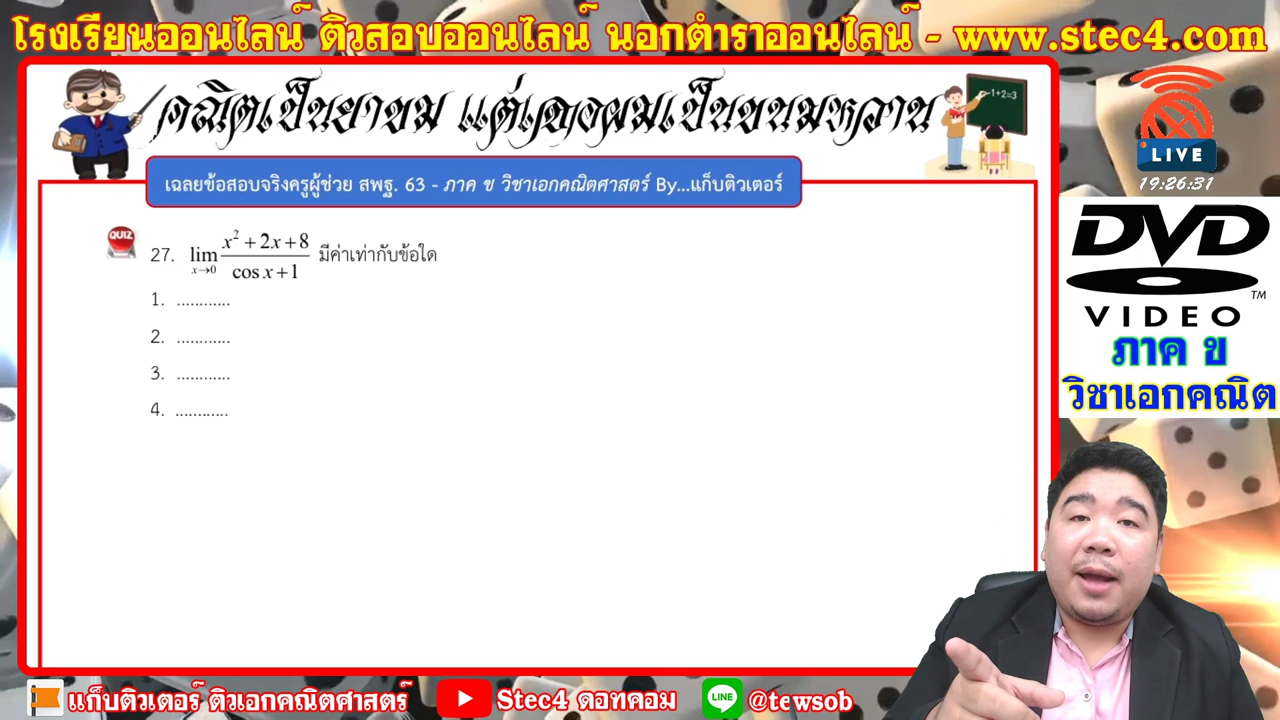 โรงเรียนออนไลน์ ติวสอบออนไลน์ นอกตำราออนไลน์ - www.stec4.com
คณิตเป็นยาขม แต่เจอผมเป็นขนมหวาน
1+2=3
LIVE
19:26:31
เฉลยข้อสอบจริงครูผู้ช่วย สพฐ. 63 - ภาค ข วิชาเอกคณิตศาสตร์ By...แก็บติวเตอร์
DVD
VIDEO TM
ภาค ข
วิชาเอกคณิต
QUIZ
27. lim x→0 (x² + 2x + 8)/(cos x + 1) มีค่าเท่ากับข้อใด
1. ............
2. ............
3. ............
4. ............
แก็บติวเตอร์ ติวเอกคณิตศาสตร์ Stec4 ดอทคอม LINE @tewsob